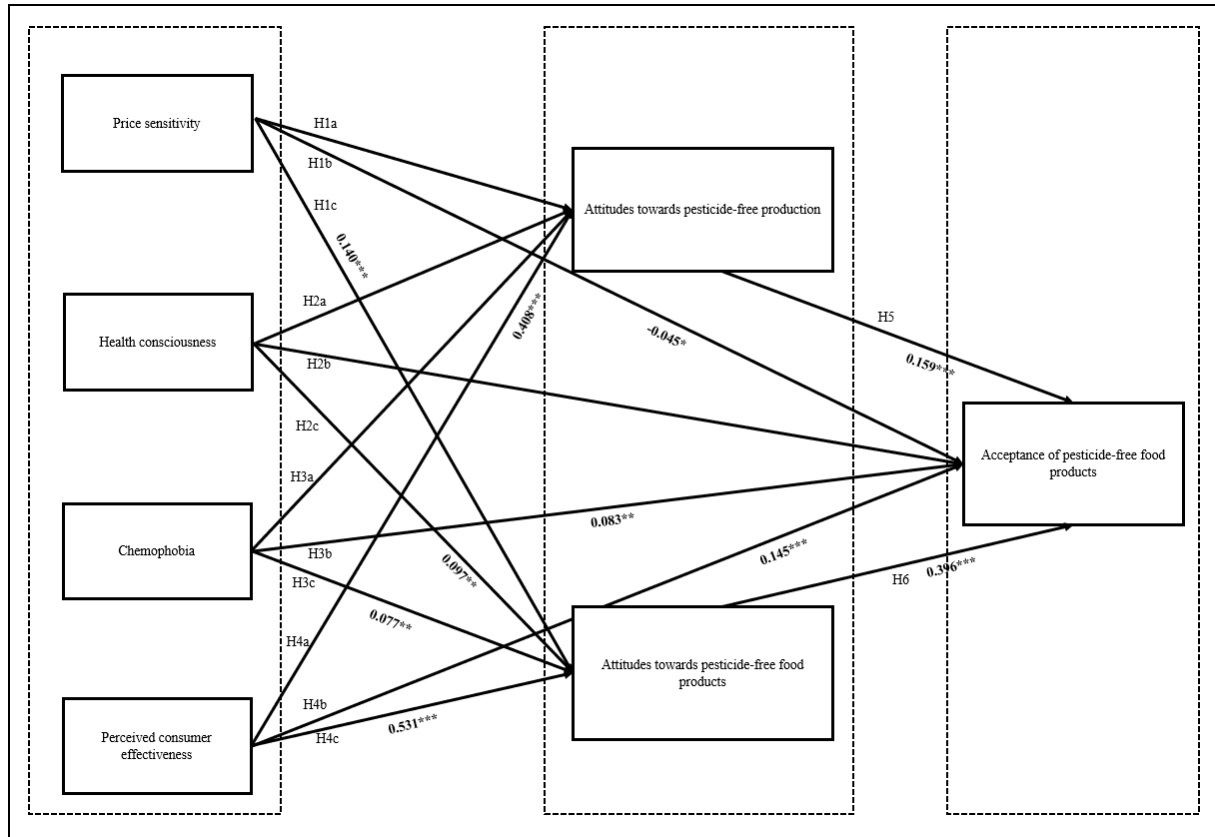 Price sensitivity
H1a
H1b
H1c
0.140***
Attitudes towards pesticide-free production
Health consciousness
H2a
H2b
H2c
0.408***
-0.045*
H5
0.159***
Acceptance of pesticide-free food
products
Chemophobia
H3a
H3b
H3c
0.083**
0.097**
0.077**
0.145***
H6
0.396***
Attitudes towards pesticide-free food
products
Perceived consumer
effectiveness
H4a
H4b
H4c
0.531***